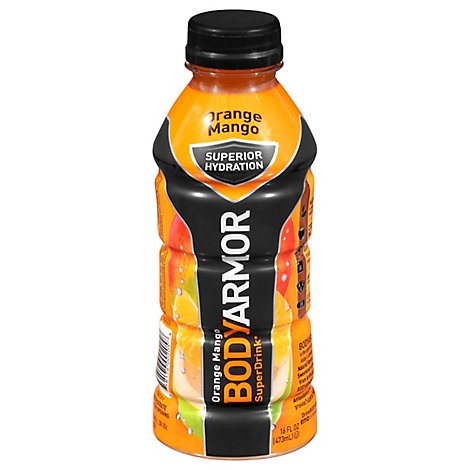 Orange
Mango
SUPERIOR
HYDRATION
Orange Mango
BODYARMOR
SuperDrink
16 FL OZ
(473mL)